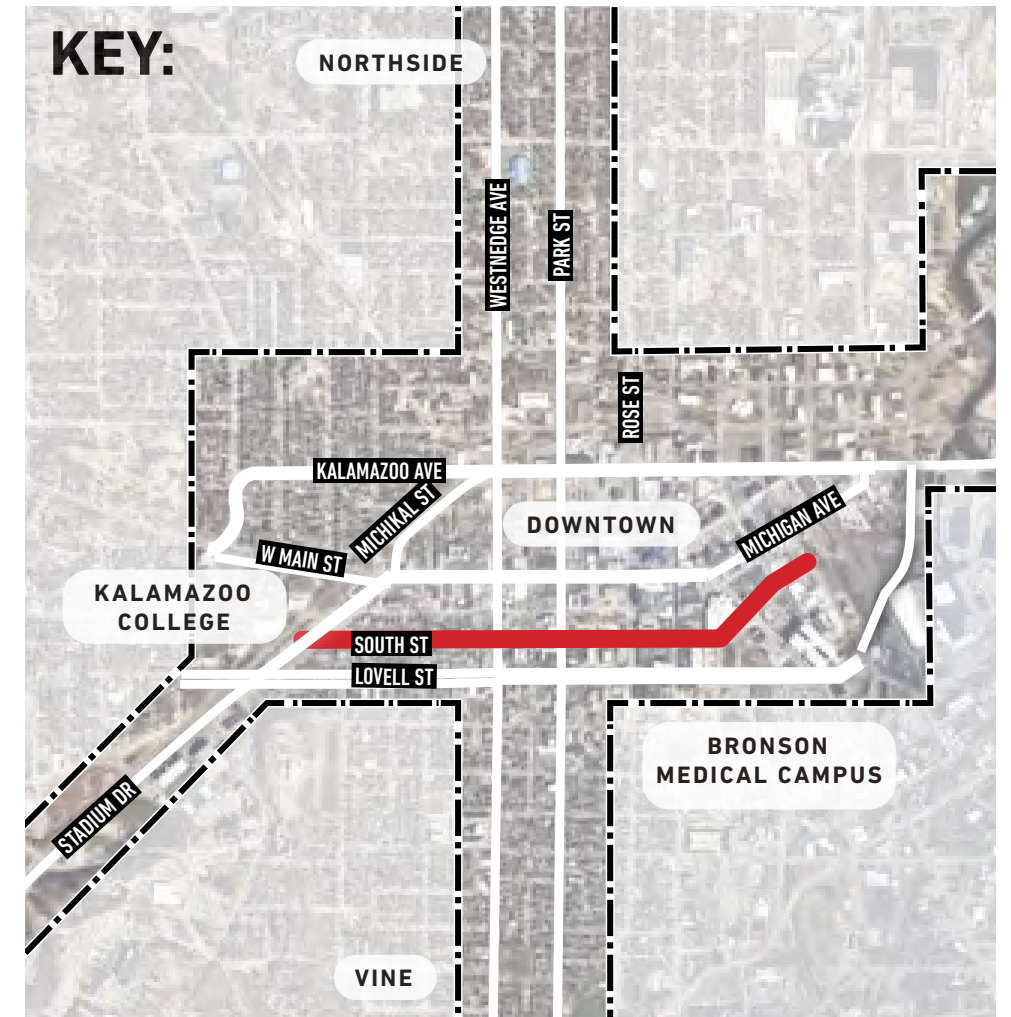 KEY:
NORTHSIDE
WESTNEDGE AVE
PARK ST
ROSE ST
KALAMAZOO AVE
MICHIKAL ST
DOWNTOWN
MICHIGAN AVE
W MAIN ST
KALAMAZOO
COLLEGE
SOUTH ST
LOVELL ST
BRONSON
MEDICAL CAMPUS
STADIUM DR
VINE